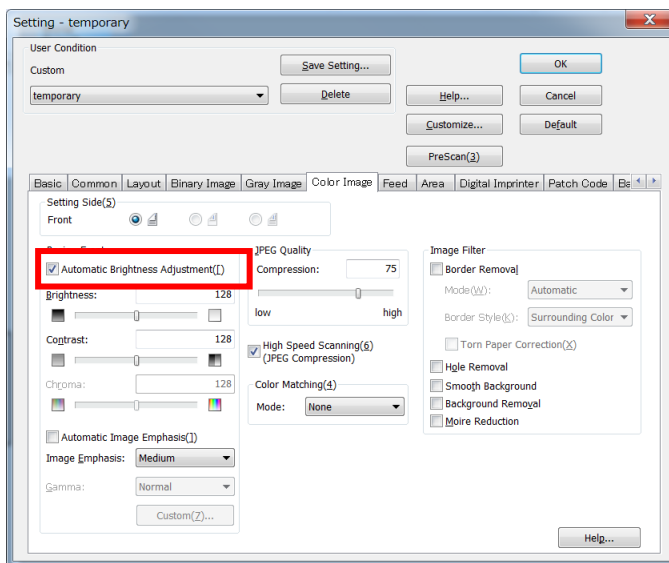 Setting - temporary
X
User Condition
Custom
Save Setting...
OK
temporary
Delete
Help...
Cancel
Customize...
Default
PreScan(3)
Basic Common Layout Binary Image Gray Image Color Image Feed Area Digital Imprinter Patch Code
Setting Side(5)
Front
JPEG Quality
Image Filter
Automatic Brightness Adjustment([)
Compression: 75
Border Removal
Mode(W): Automatic
Brightness: 128
low high
Border Style(K): Surrounding Color
Contrast: 128
High Speed Scanning(6)
(JPEG Compression)
Torn Paper Correction(X)
Hole Removal
Chroma: 128
Color Matching(4)
Smooth Background
Mode: None
Background Removal
Moire Reduction
Automatic Image Emphasis(])
Image Emphasis: Medium
Gamma: Normal
Custom(Z)...
Help...